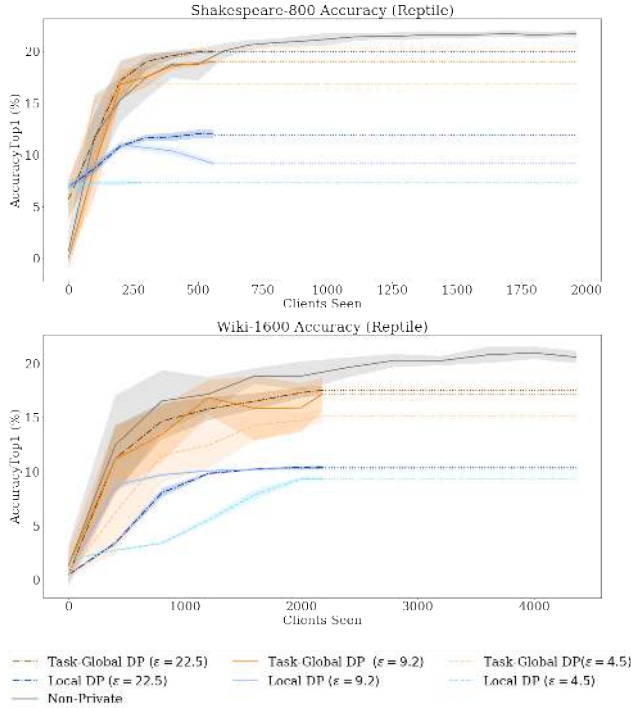 Shakespeare-800 Accuracy (Reptile)
AccuracyTop1 (%)
20
15
10
5
0
0 250 500 750 1000 1250 1500 1750 2000
Clients Seen
Wiki-1600 Accuracy (Reptile)
AccuracyTop1 (%)
20
15
10
5
0
0 1000 2000 3000 4000
Clients Seen
Task-Global DP (ε = 22.5) Task-Global DP (ε = 9.2) Task-Global DP(ε = 4.5)
Local DP (ε = 22.5) Local DP (ε = 9.2) Local DP (ε = 4.5)
Non-Private